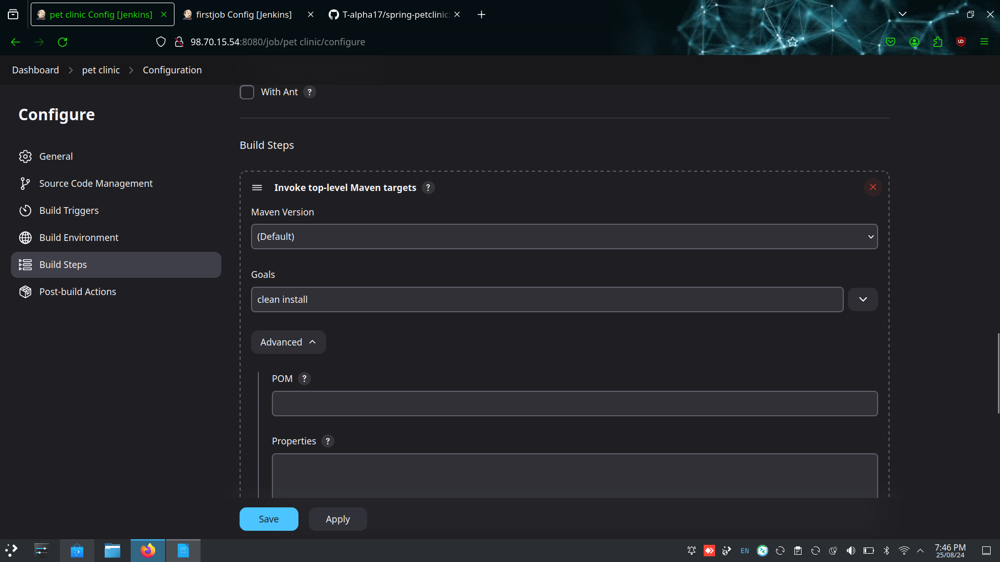 pet clinic Config [Jenkins]
firstjob Config [Jenkins]
T-alpha17/spring-petclinic:
98.70.15.54:8080/job/pet clinic/configure
Dashboard
pet clinic
Configuration
With Ant ?
Configure
General
Source Code Management
Build Triggers
Build Environment
Build Steps
Post-build Actions
Build Steps
Invoke top-level Maven targets ?
Maven Version
(Default)
Goals
clean install
Advanced
POM ?
Properties ?
Save
Apply
EN
7:46 PM
25/08/24